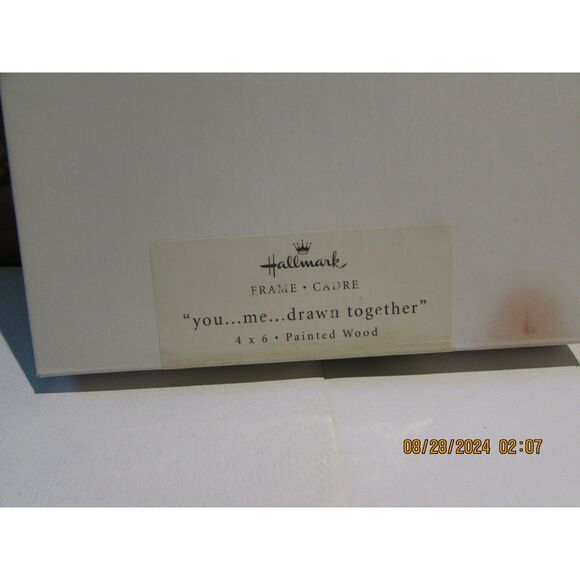 Hallmark
FRAME • CADRE
“you...me...drawn together”
4 x 6 • Painted Wood
08/28/2024 02:07